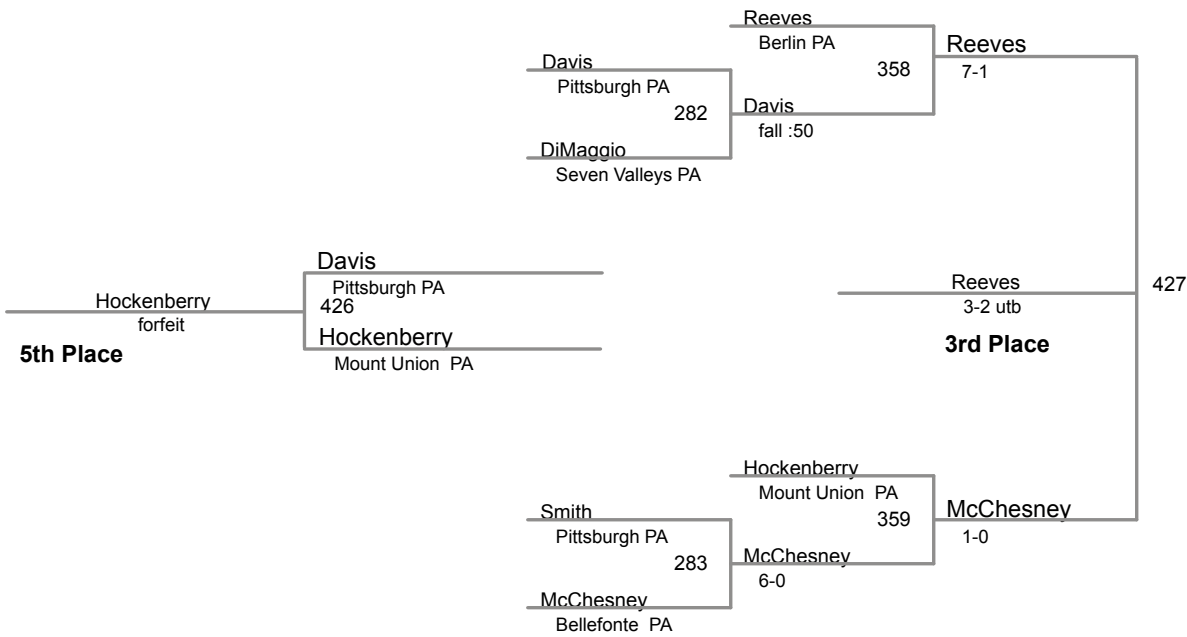 Reeves
Berlin PA
Reeves
Davis
358
7-1
Pittsburgh PA
282
Davis
fall :50
DiMaggio
Seven Valleys PA
Davis
Pittsburgh PA
Hockenberry
426
forfeit
Hockenberry
5th Place
Mount Union PA
Reeves
427
3-2 utb
3rd Place
Hockenberry
Mount Union PA
Smith
359
McChesney
Pittsburgh PA
1-0
283
McChesney
6-0
McChesney
Bellefonte PA